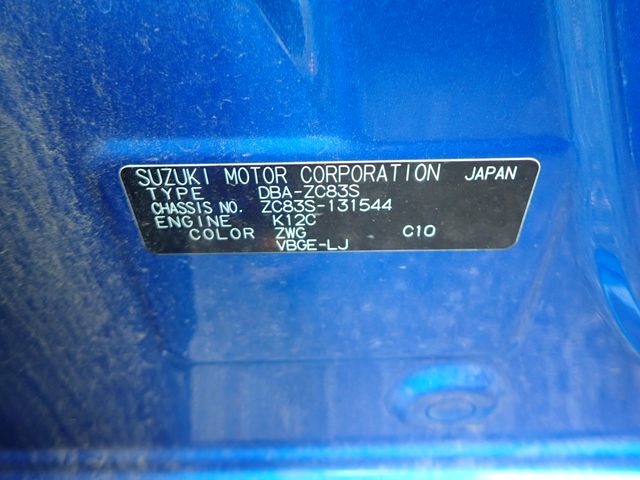 SUZUKI MOTOR CORPORATION JAPAN
TYPE DBA-ZC83S
CHASSIS NO. ZC83S-131544
ENGINE K12C
COLOR ZWG C10
VBGE-LJ